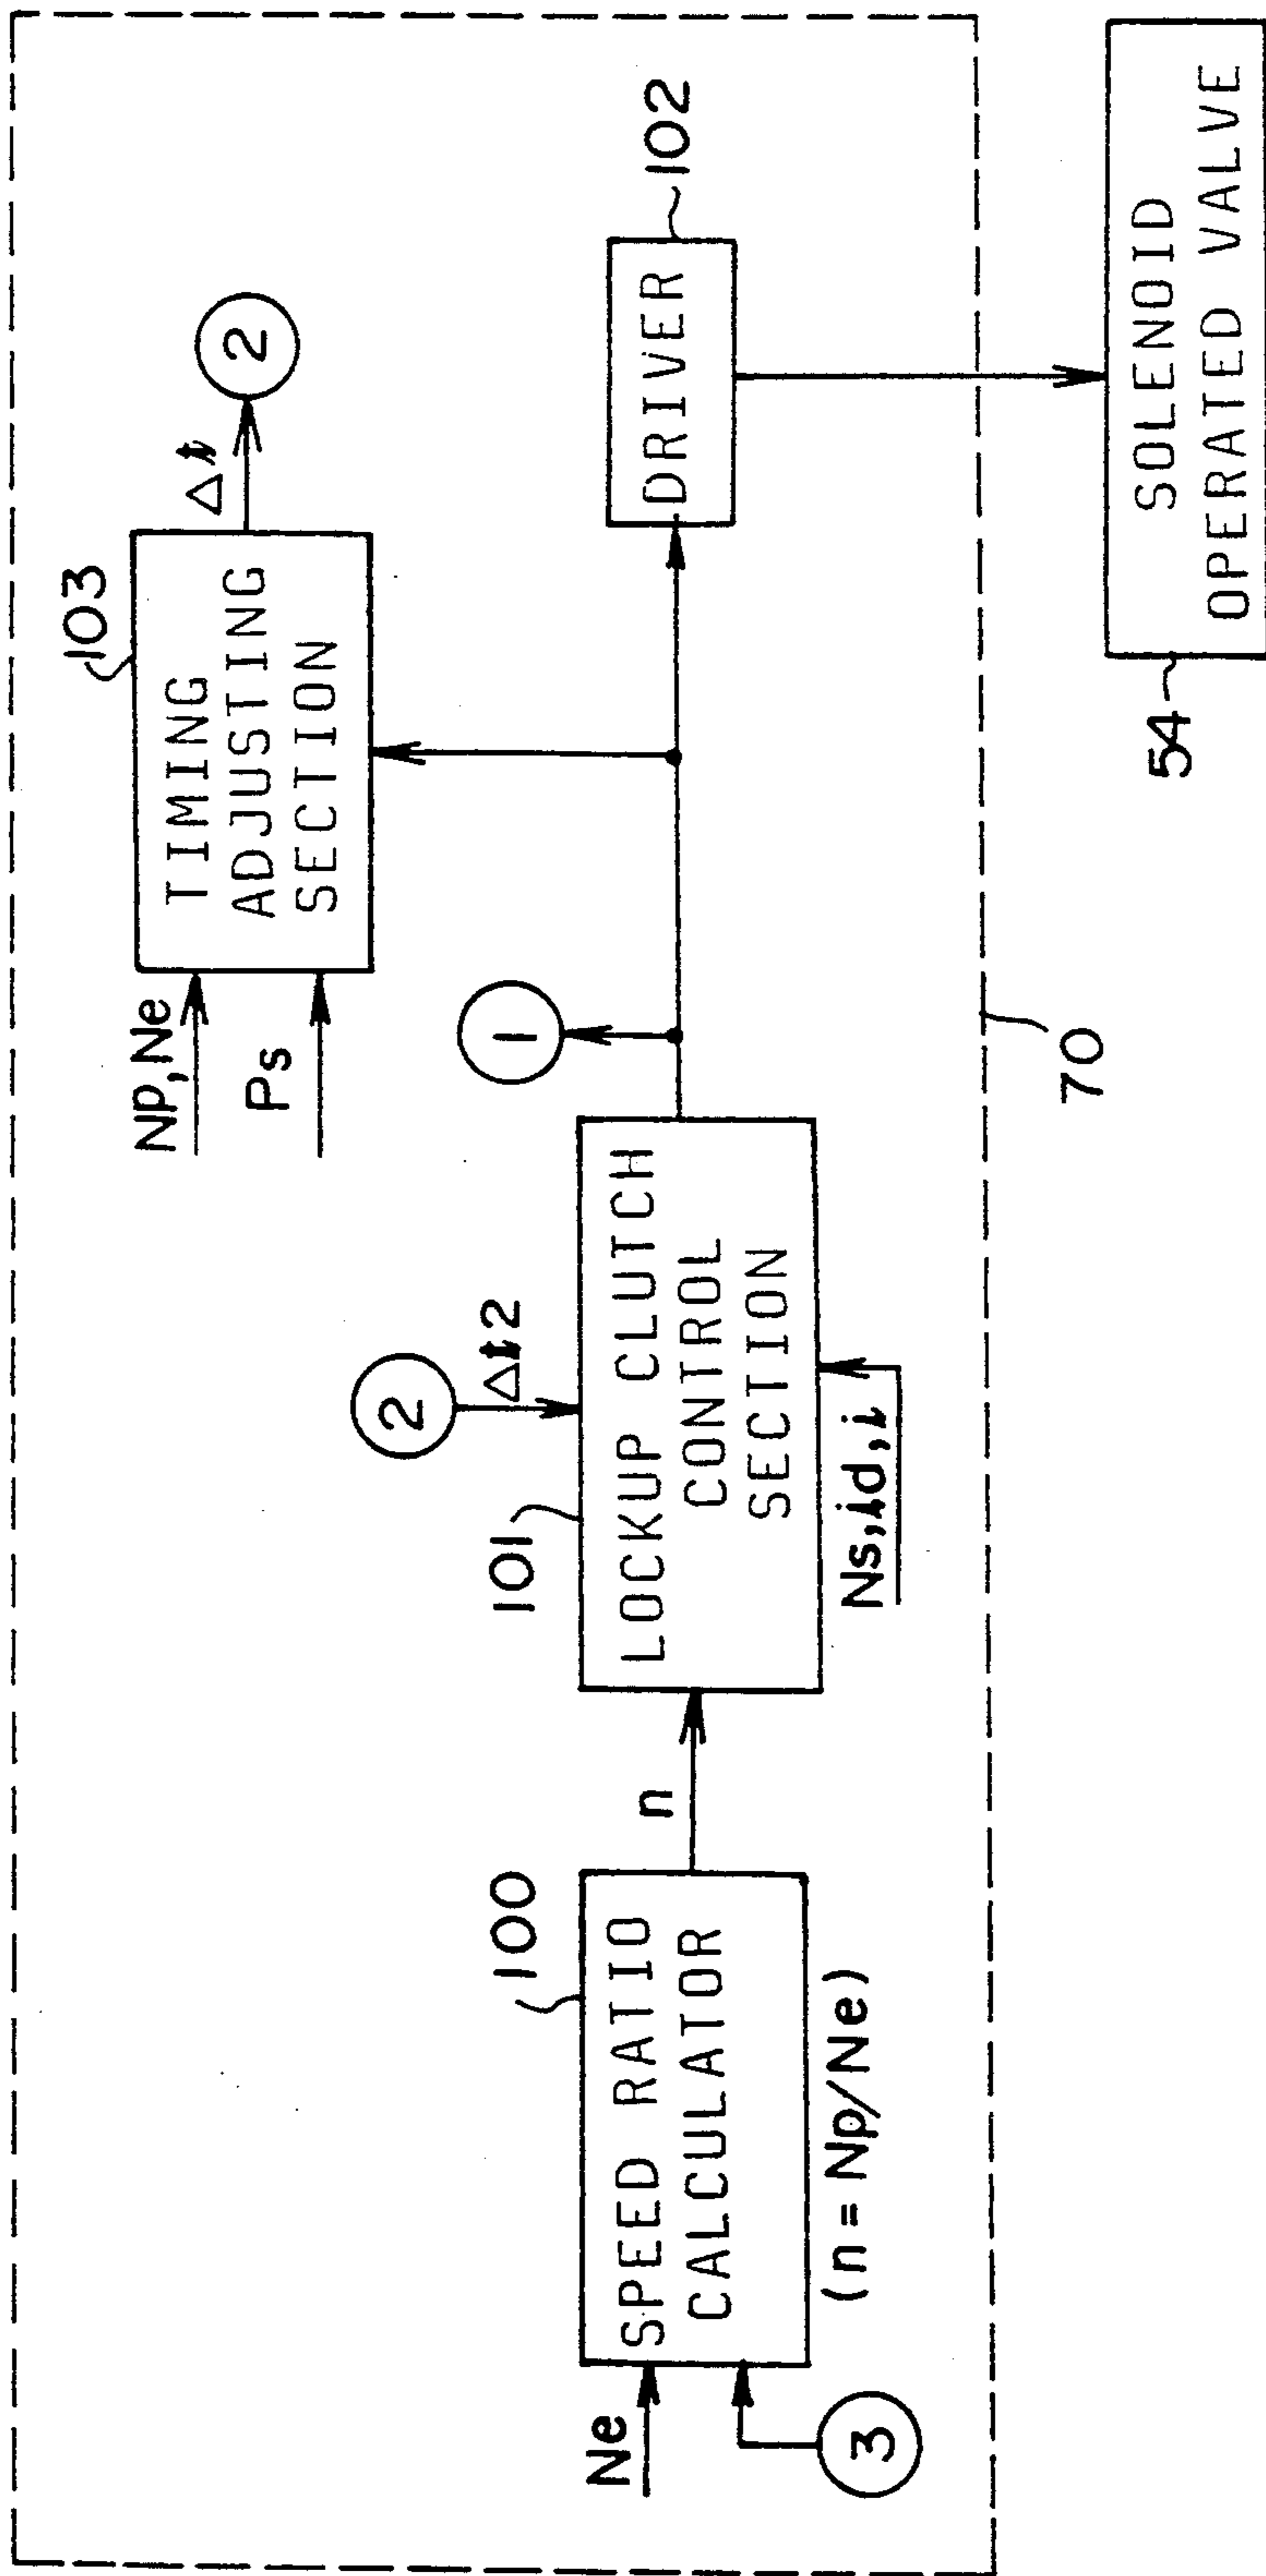 103
TIMING
ADJUSTING
SECTION
Np,Ne
Ps
Δt
2
1
2
Δt2
101
LOCKUP CLUTCH
CONTROL
SECTION
Ns,id,i
DRIVER
102
100
SPEED RATIO
CALCULATOR
(n = Np/Ne)
n
Ne
3
70
54
SOLENOID
OPERATED VALVE